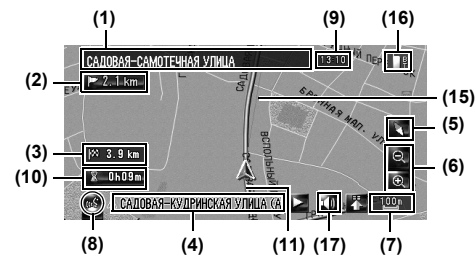 (1)
(9)
(16)
САДОВАЯ-САМОТЕЧНАЯ УЛИЦА
13:10
(2)
2.1 km
(15)
(5)
ВСПОЛЬНЫЙ
(3)
3.9 km
(6)
(10)
0h09m
САДОВАЯ-КУДРИНСКАЯ УЛИЦА (А
100m
(8)
(4)
(11)
(17)
(7)